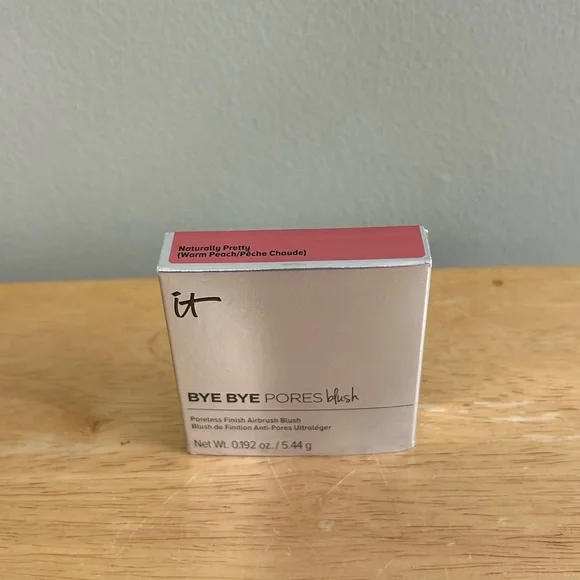 Naturally Pretty
(Warm Peach/Pêche Chaude)
it
BYE BYE PORES blush
Poreless Finish Airbrush Blush
Blush de Finition Anti-Pores Ultraléger
Net Wt. 0.192 oz. / 5.44 g